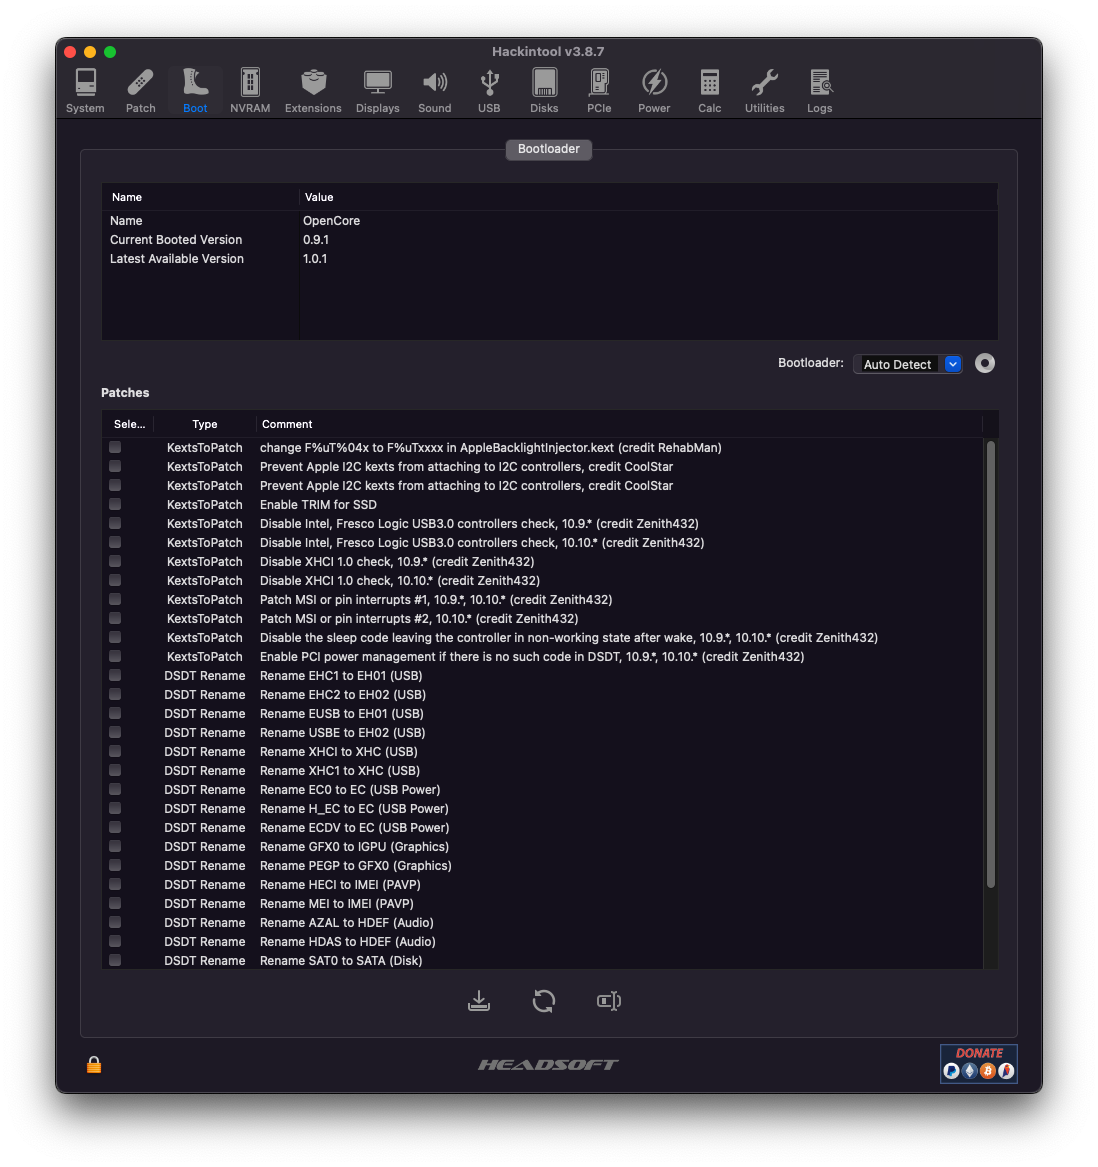 Hackintool v3.8.7
System Patch Boot NVRAM Extensions Displays Sound USB Disks PCIe Power Calc Utilities Logs
Bootloader
Name Value
Name OpenCore
Current Booted Version 0.9.1
Latest Available Version 1.0.1
Bootloader: Auto Detect
Patches
Sele... Type Comment
KextsToPatch change F%uT%04x to F%uTxxxx in AppleBacklightInjector.kext (credit RehabMan)
KextsToPatch Prevent Apple I2C kexts from attaching to I2C controllers, credit CoolStar
KextsToPatch Prevent Apple I2C kexts from attaching to I2C controllers, credit CoolStar
KextsToPatch Enable TRIM for SSD
KextsToPatch Disable Intel, Fresco Logic USB3.0 controllers check, 10.9.* (credit Zenith432)
KextsToPatch Disable Intel, Fresco Logic USB3.0 controllers check, 10.10.* (credit Zenith432)
KextsToPatch Disable XHCI 1.0 check, 10.9.* (credit Zenith432)
KextsToPatch Disable XHCI 1.0 check, 10.10.* (credit Zenith432)
KextsToPatch Patch MSI or pin interrupts #1, 10.9.*, 10.10.* (credit Zenith432)
KextsToPatch Patch MSI or pin interrupts #2, 10.10.* (credit Zenith432)
KextsToPatch Disable the sleep code leaving the controller in non-working state after wake, 10.9.*, 10.10.* (credit Zenith432)
KextsToPatch Enable PCI power management if there is no such code in DSDT, 10.9.*, 10.10.* (credit Zenith432)
DSDT Rename Rename EHC1 to EH01 (USB)
DSDT Rename Rename EHC2 to EH02 (USB)
DSDT Rename Rename EUSB to EH01 (USB)
DSDT Rename Rename USBE to EH02 (USB)
DSDT Rename Rename XHCI to XHC (USB)
DSDT Rename Rename XHC1 to XHC (USB)
DSDT Rename Rename EC0 to EC (USB Power)
DSDT Rename Rename H_EC to EC (USB Power)
DSDT Rename Rename ECDV to EC (USB Power)
DSDT Rename Rename GFX0 to IGPU (Graphics)
DSDT Rename Rename PEGP to GFX0 (Graphics)
DSDT Rename Rename HECI to IMEI (PAVP)
DSDT Rename Rename MEI to IMEI (PAVP)
DSDT Rename Rename AZAL to HDEF (Audio)
DSDT Rename Rename HDAS to HDEF (Audio)
DSDT Rename Rename SAT0 to SATA (Disk)
HEADSOFT
DONATE